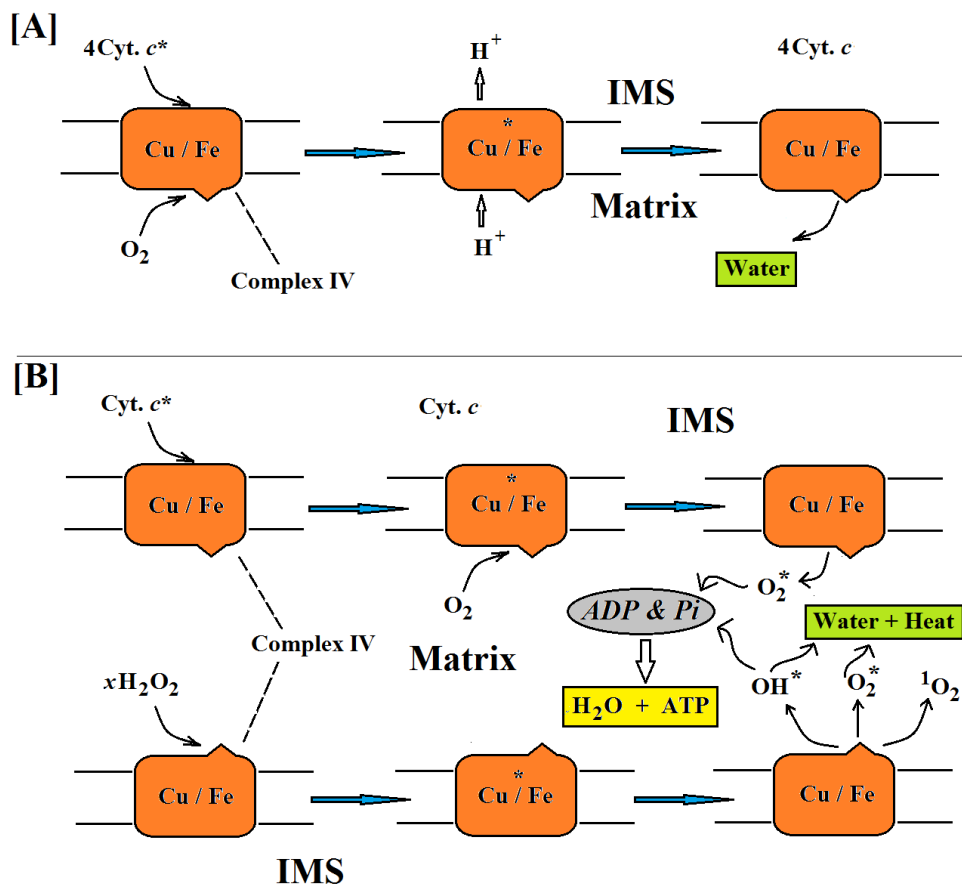 [A]
4Cyt. c*
H+
4Cyt. c
IMS
Cu / Fe
*
Cu / Fe
Cu / Fe
Matrix
O2
H+
Water
Complex IV
[B]
Cyt. c*
Cyt. c
IMS
Cu / Fe
*
Cu / Fe
Cu / Fe
O2
O2*
ADP & Pi
Water + Heat
Complex IV
Matrix
xH2O2
H2O + ATP
OH*
O2*
1O2
Cu / Fe
*
Cu / Fe
Cu / Fe
IMS